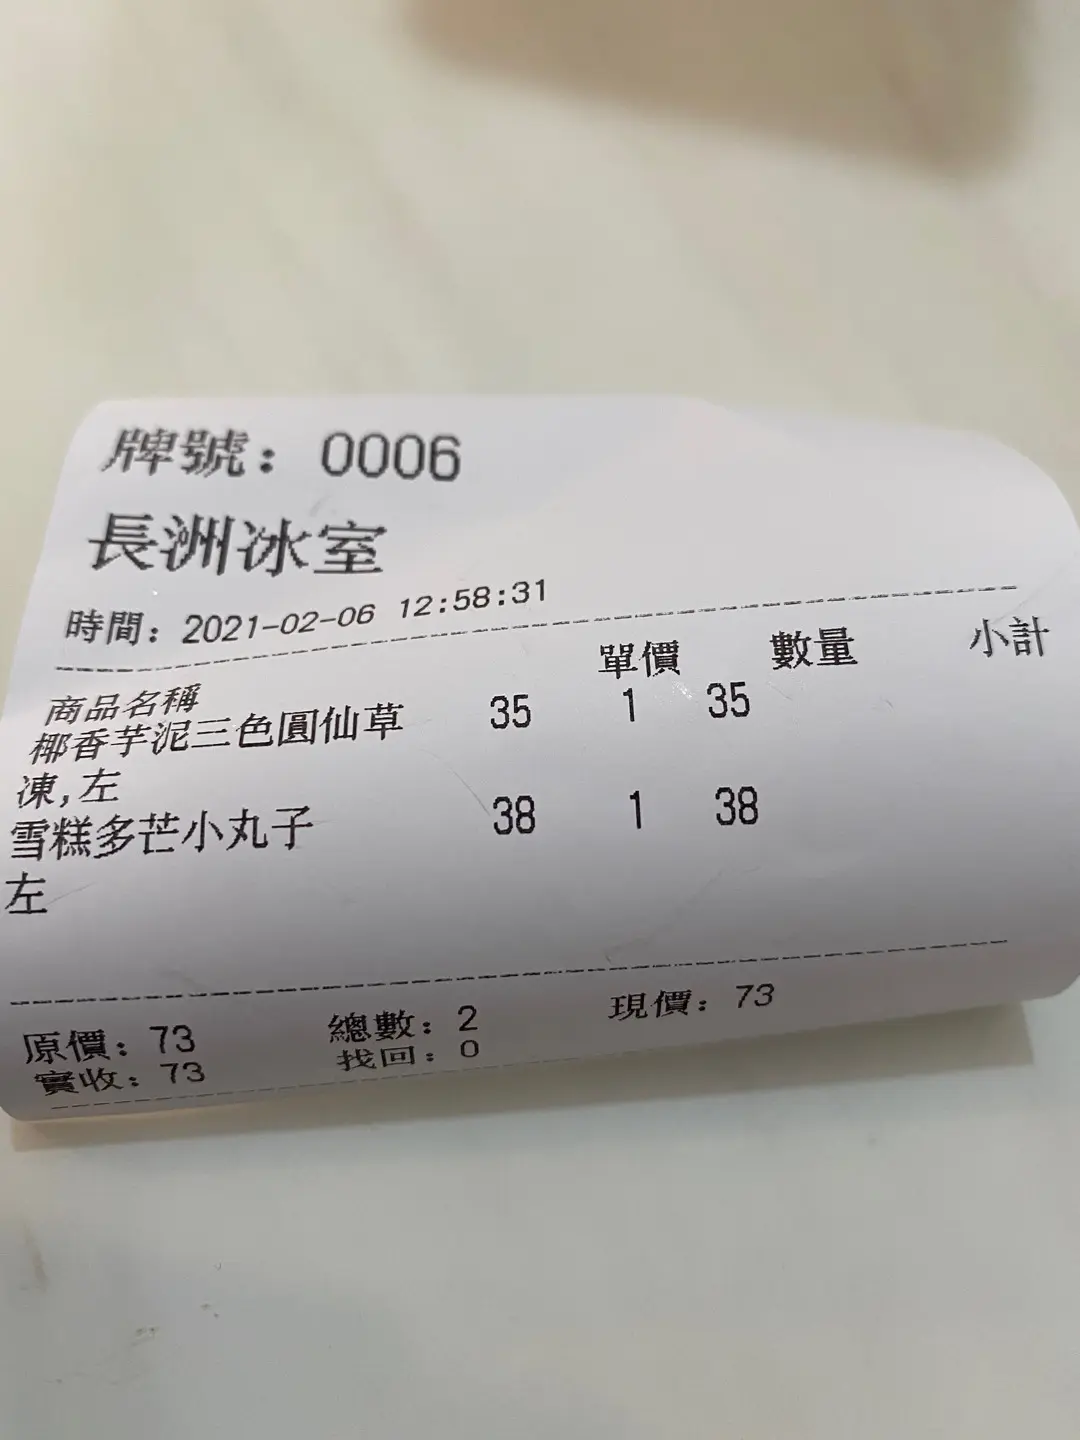 牌號：0006
長洲冰室
時間：2021-02-06 12:58:31
商品名稱 單價 數量 小計
椰香芋泥三色圓仙草 35 1 35
凍,左
雪糕多芒小丸子 38 1 38
左
原價：73 總數：2 現價：73
實收：73 找回：0